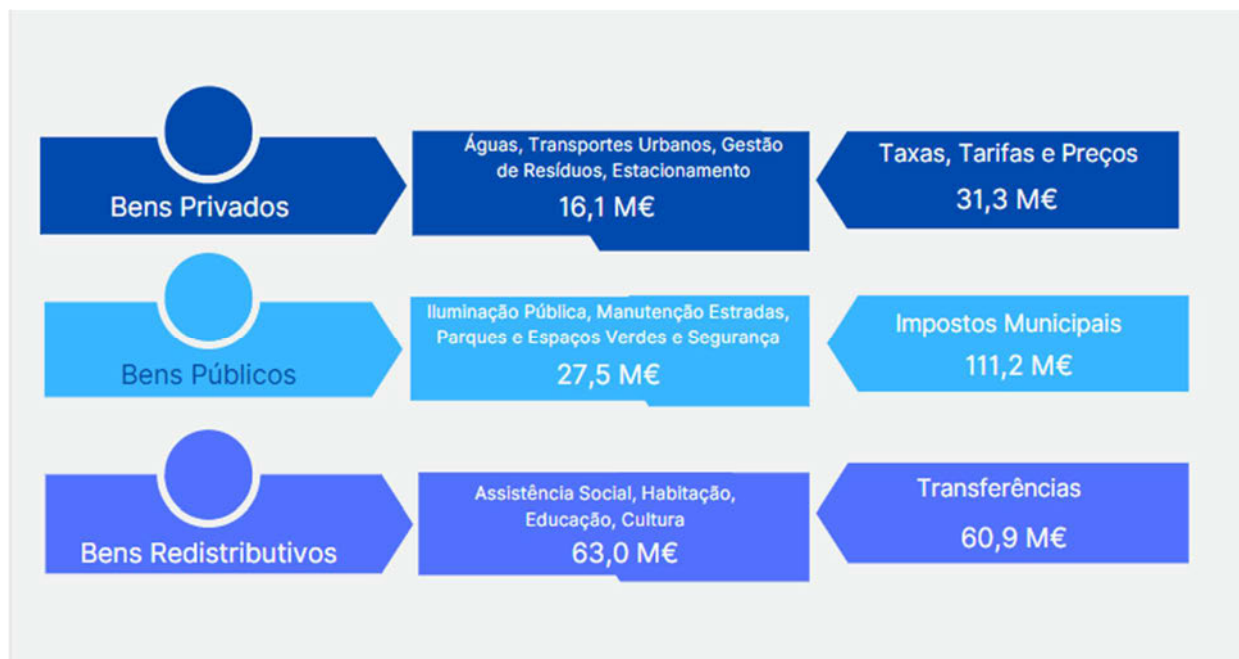 Bens Privados
Águas, Transportes Urbanos, Gestão
de Resíduos, Estacionamento
16,1 M€
Taxas, Tarifas e Preços
31,3 M€
Bens Públicos
Iluminação Pública, Manutenção Estradas,
Parques e Espaços Verdes e Segurança
27,5 M€
Impostos Municipais
111,2 M€
Bens Redistributivos
Assistência Social, Habitação,
Educação, Cultura
63,0 M€
Transferências
60,9 M€